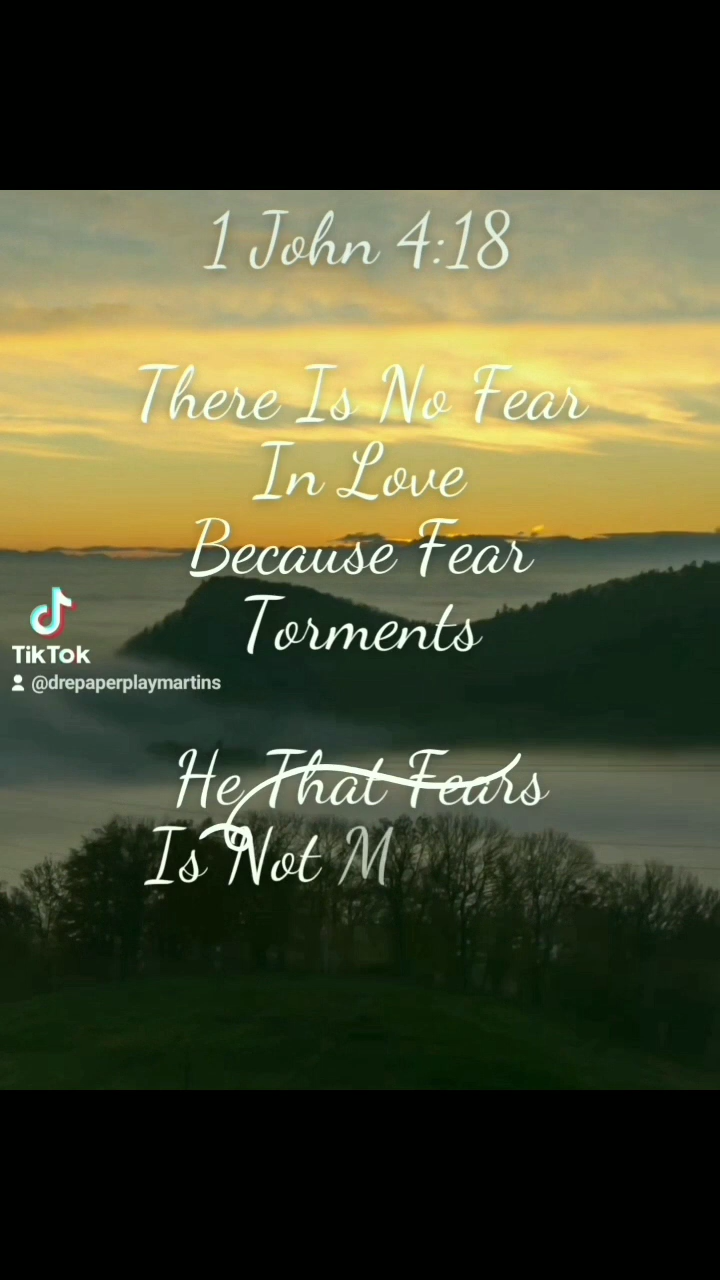 1 John 4:18
There Is No Fear
In Love
Because Fear
Torments
TikTok
@drepaperplaymartins
He That Fears
Is Not M